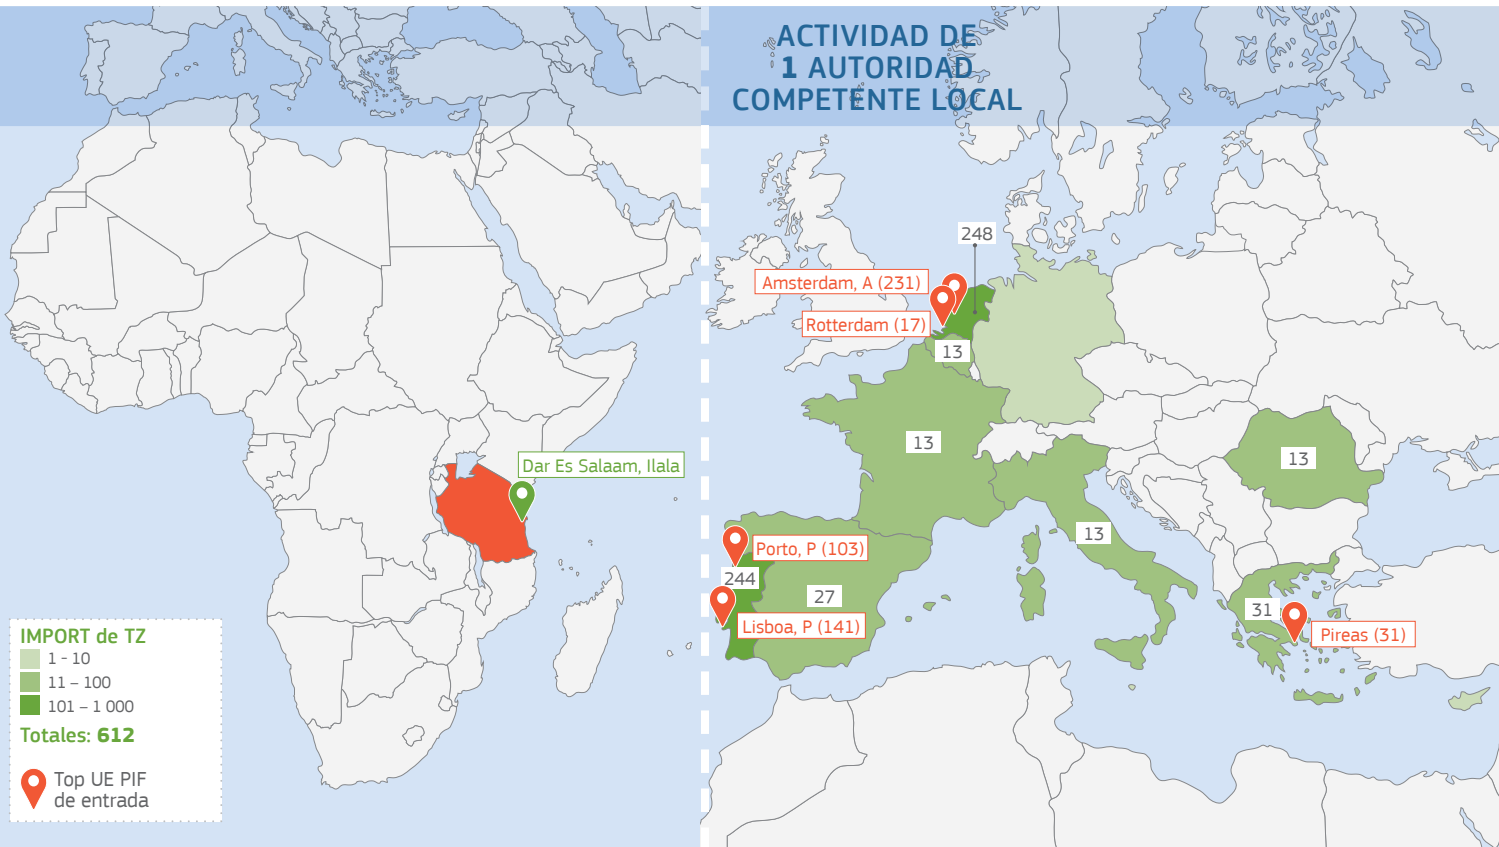 ACTIVIDAD DE
1 AUTORIDAD
COMPETENTE LOCAL
248
Amsterdam, A (231)
Rotterdam (17)
13
13
13
Dar Es Salaam, Ilala
13
Porto, P (103)
244
27
31
Lisboa, P (141)
Pireas (31)
IMPORT de TZ
1 - 10
11 – 100
101 – 1 000
Totales: 612
Top UE PIF
de entrada